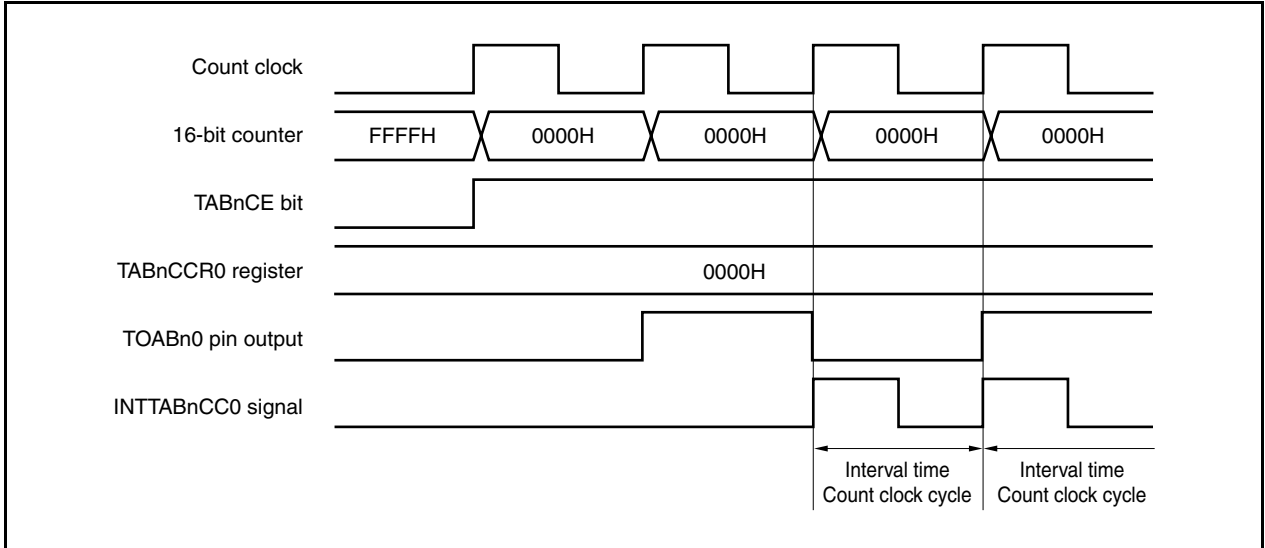 Count clock
16-bit counter
FFFFH
0000H
0000H
0000H
0000H
TABnCE bit
TABnCCR0 register
0000H
TOABn0 pin output
INTTABnCC0 signal
Interval time
Count clock cycle
Interval time
Count clock cycle